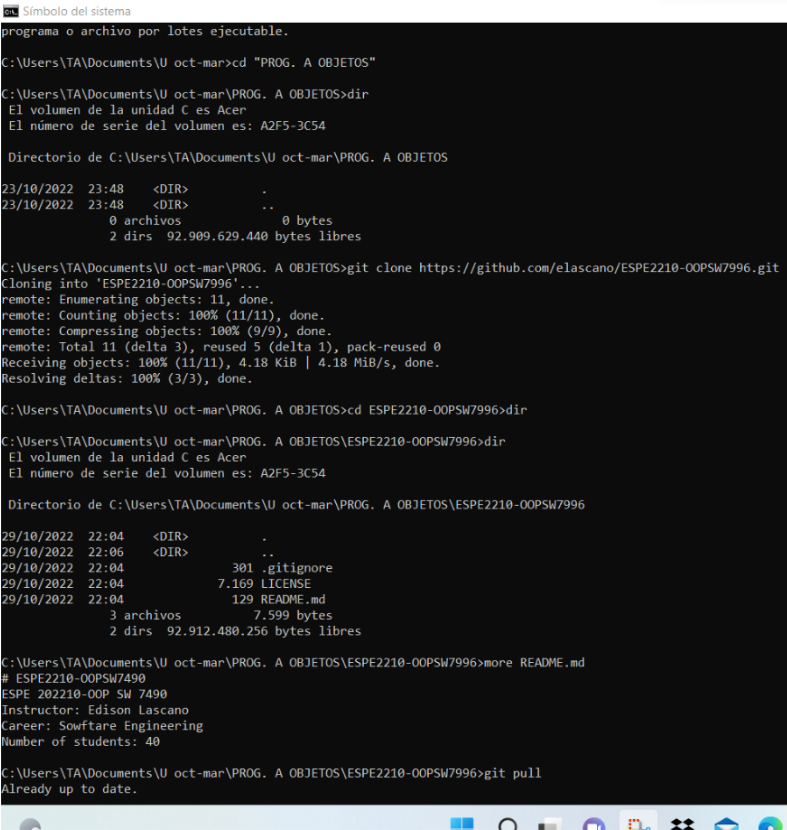 Símbolo del sistema
programa o archivo por lotes ejecutable.
C:\Users\TA\Documents\U oct-mar>cd "PROG. A OBJETOS"
C:\Users\TA\Documents\U oct-mar\PROG. A OBJETOS>dir
El volumen de la unidad C es Acer
El número de serie del volumen es: A2F5-3C54
Directorio de C:\Users\TA\Documents\U oct-mar\PROG. A OBJETOS
23/10/2022  23:48    <DIR>          .
23/10/2022  23:48    <DIR>          ..
0 archivos              0 bytes
2 dirs  92.909.629.440 bytes libres
C:\Users\TA\Documents\U oct-mar\PROG. A OBJETOS>git clone https://github.com/elascano/ESPE2210-OOPSW7996.git
Cloning into 'ESPE2210-OOPSW7996'...
remote: Enumerating objects: 11, done.
remote: Counting objects: 100% (11/11), done.
remote: Compressing objects: 100% (9/9), done.
remote: Total 11 (delta 3), reused 5 (delta 1), pack-reused 0
Receiving objects: 100% (11/11), 4.18 KiB | 4.18 MiB/s, done.
Resolving deltas: 100% (3/3), done.
C:\Users\TA\Documents\U oct-mar\PROG. A OBJETOS>cd ESPE2210-OOPSW7996>dir
C:\Users\TA\Documents\U oct-mar\PROG. A OBJETOS\ESPE2210-OOPSW7996>dir
El volumen de la unidad C es Acer
El número de serie del volumen es: A2F5-3C54
Directorio de C:\Users\TA\Documents\U oct-mar\PROG. A OBJETOS\ESPE2210-OOPSW7996
29/10/2022  22:04    <DIR>          .
29/10/2022  22:06    <DIR>          ..
29/10/2022  22:04               301 .gitignore
29/10/2022  22:04             7.169 LICENSE
29/10/2022  22:04               129 README.md
3 archivos          7.599 bytes
2 dirs  92.912.480.256 bytes libres
C:\Users\TA\Documents\U oct-mar\PROG. A OBJETOS\ESPE2210-OOPSW7996>more README.md
# ESPE2210-OOPSW7490
ESPE 202210-OOP SW 7490
Instructor: Edison Lascano
Career: Sowftare Engineering
Number of students: 40
C:\Users\TA\Documents\U oct-mar\PROG. A OBJETOS\ESPE2210-OOPSW7996>git pull
Already up to date.